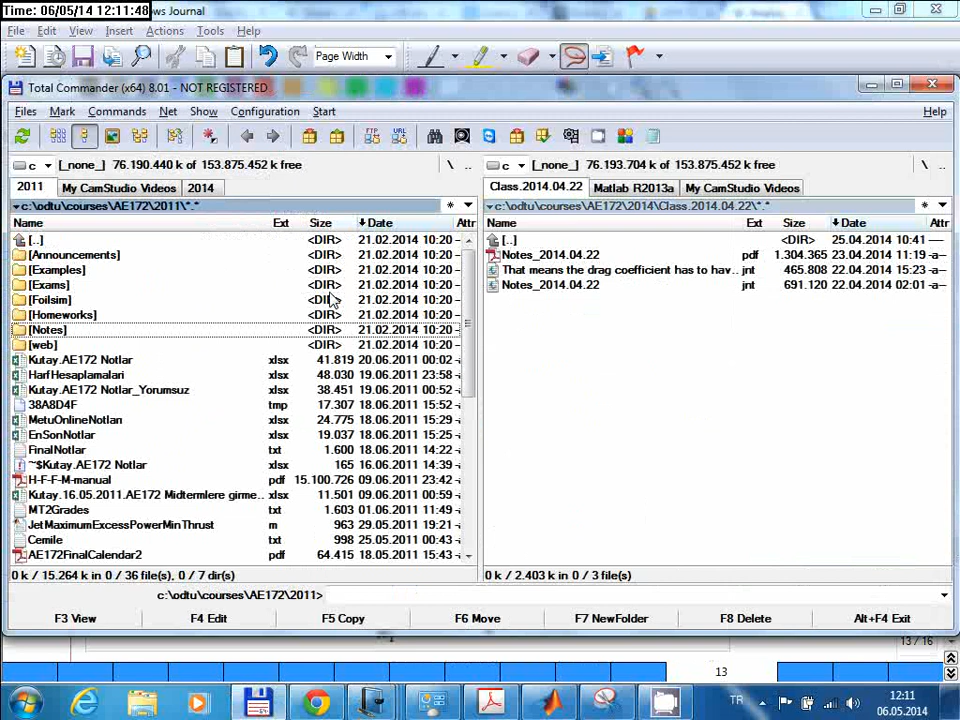 Time: 06/05/14 12:11:48
ws Journal
File Edit View Insert Actions Tools Help
Page Width
Total Commander (x64) 8.01 - NOT REGISTERED
Files Mark Commands Net Show Configuration Start Help
FTP URL
c [_none_] 76.190.440 k of 153.875.452 k free \ ..
c [_none_] 76.193.704 k of 153.875.452 k free \ ..
2011 My CamStudio Videos 2014
Class.2014.04.22 Matlab R2013a My CamStudio Videos
c:\odtu\courses\AE172\2011\*.* *
c:\odtu\courses\AE172\2014\Class.2014.04.22\*.* *
Name Ext Size Date Attr
[..] <DIR> 21.02.2014 10:20
[Announcements] <DIR> 21.02.2014 10:20
[Examples] <DIR> 21.02.2014 10:20
[Exams] <DIR> 21.02.2014 10:20
[Foilsim] <DIR> 21.02.2014 10:20
[Homeworks] <DIR> 21.02.2014 10:20
[Notes] <DIR> 21.02.2014 10:20
[web] <DIR> 21.02.2014 10:20
Kutay.AE172 Notlar xlsx 41.819 20.06.2011 00:02
HarfHesaplamalari xlsx 48.030 19.06.2011 23:58
Kutay.AE172 Notlar_Yorumsuz xlsx 38.451 19.06.2011 00:52
38A8D4F tmp 17.307 18.06.2011 15:52
MetuOnlineNotları xlsx 24.775 18.06.2011 15:29
EnSonNotlar xlsx 19.037 18.06.2011 15:25
FinalNotlar txt 1.600 18.06.2011 14:22
~$Kutay.AE172 Notlar xlsx 165 16.06.2011 14:39
H-F-F-M-manual pdf 15.100.726 09.06.2011 23:42
Kutay.16.05.2011.AE172 Midtermlere girme.. xlsx 11.501 09.06.2011 00:59
MT2Grades txt 1.603 01.06.2011 11:49
JetMaximumExcessPowerMinThrust m 963 29.05.2011 19:21
Cemile txt 998 25.05.2011 00:43
AE172FinalCalendar2 pdf 64.415 18.05.2011 15:43
0 k / 15.264 k in 0 / 36 file(s), 0 / 7 dir(s)
Name Ext Size Date Attr
[..] <DIR> 25.04.2014 10:41 ----
Notes_2014.04.22 pdf 1.304.365 23.04.2014 11:19 -a--
That means the drag coefficient has to hav.. jnt 465.808 22.04.2014 15:23 -a--
Notes_2014.04.22 jnt 691.120 22.04.2014 02:01 -a--
0 k / 2.403 k in 0 / 3 file(s)
c:\odtu\courses\AE172\2011>
F3 View F4 Edit F5 Copy F6 Move F7 NewFolder F8 Delete Alt+F4 Exit
13 / 16
13
TR
12:11
06.05.2014